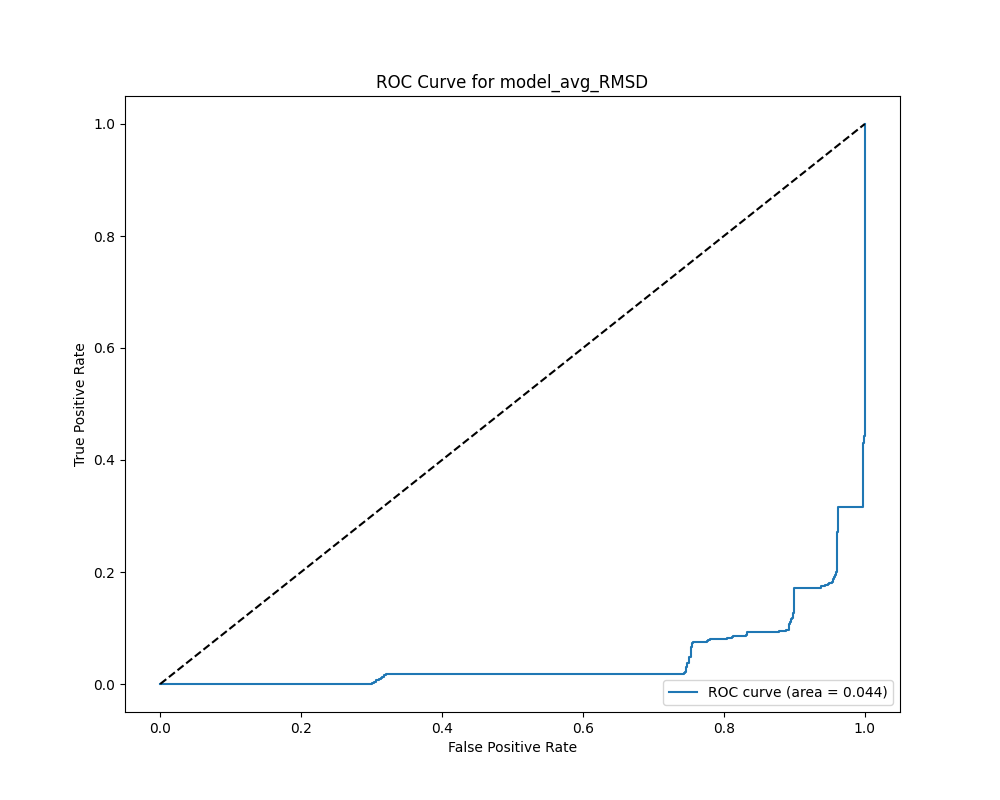 ROC Curve for model_avg_RMSD
True Positive Rate
1.0
0.8
0.6
0.4
0.2
0.0
ROC curve (area = 0.044)
0.0 0.2 0.4 0.6 0.8 1.0
False Positive Rate